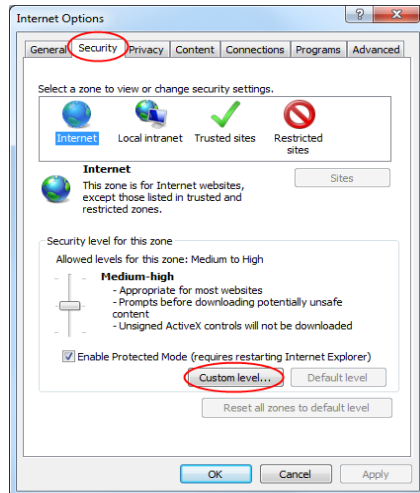 Internet Options
General Security Privacy Content Connections Programs Advanced
Select a zone to view or change security settings.
Internet Local intranet Trusted sites Restricted
sites
Internet
Sites
This zone is for Internet websites,
except those listed in trusted and
restricted zones.
Security level for this zone
Allowed levels for this zone: Medium to High
Medium-high
- Appropriate for most websites
- Prompts before downloading potentially unsafe
content
- Unsigned ActiveX controls will not be downloaded
Enable Protected Mode (requires restarting Internet Explorer)
Custom level... Default level
Reset all zones to default level
OK Cancel Apply